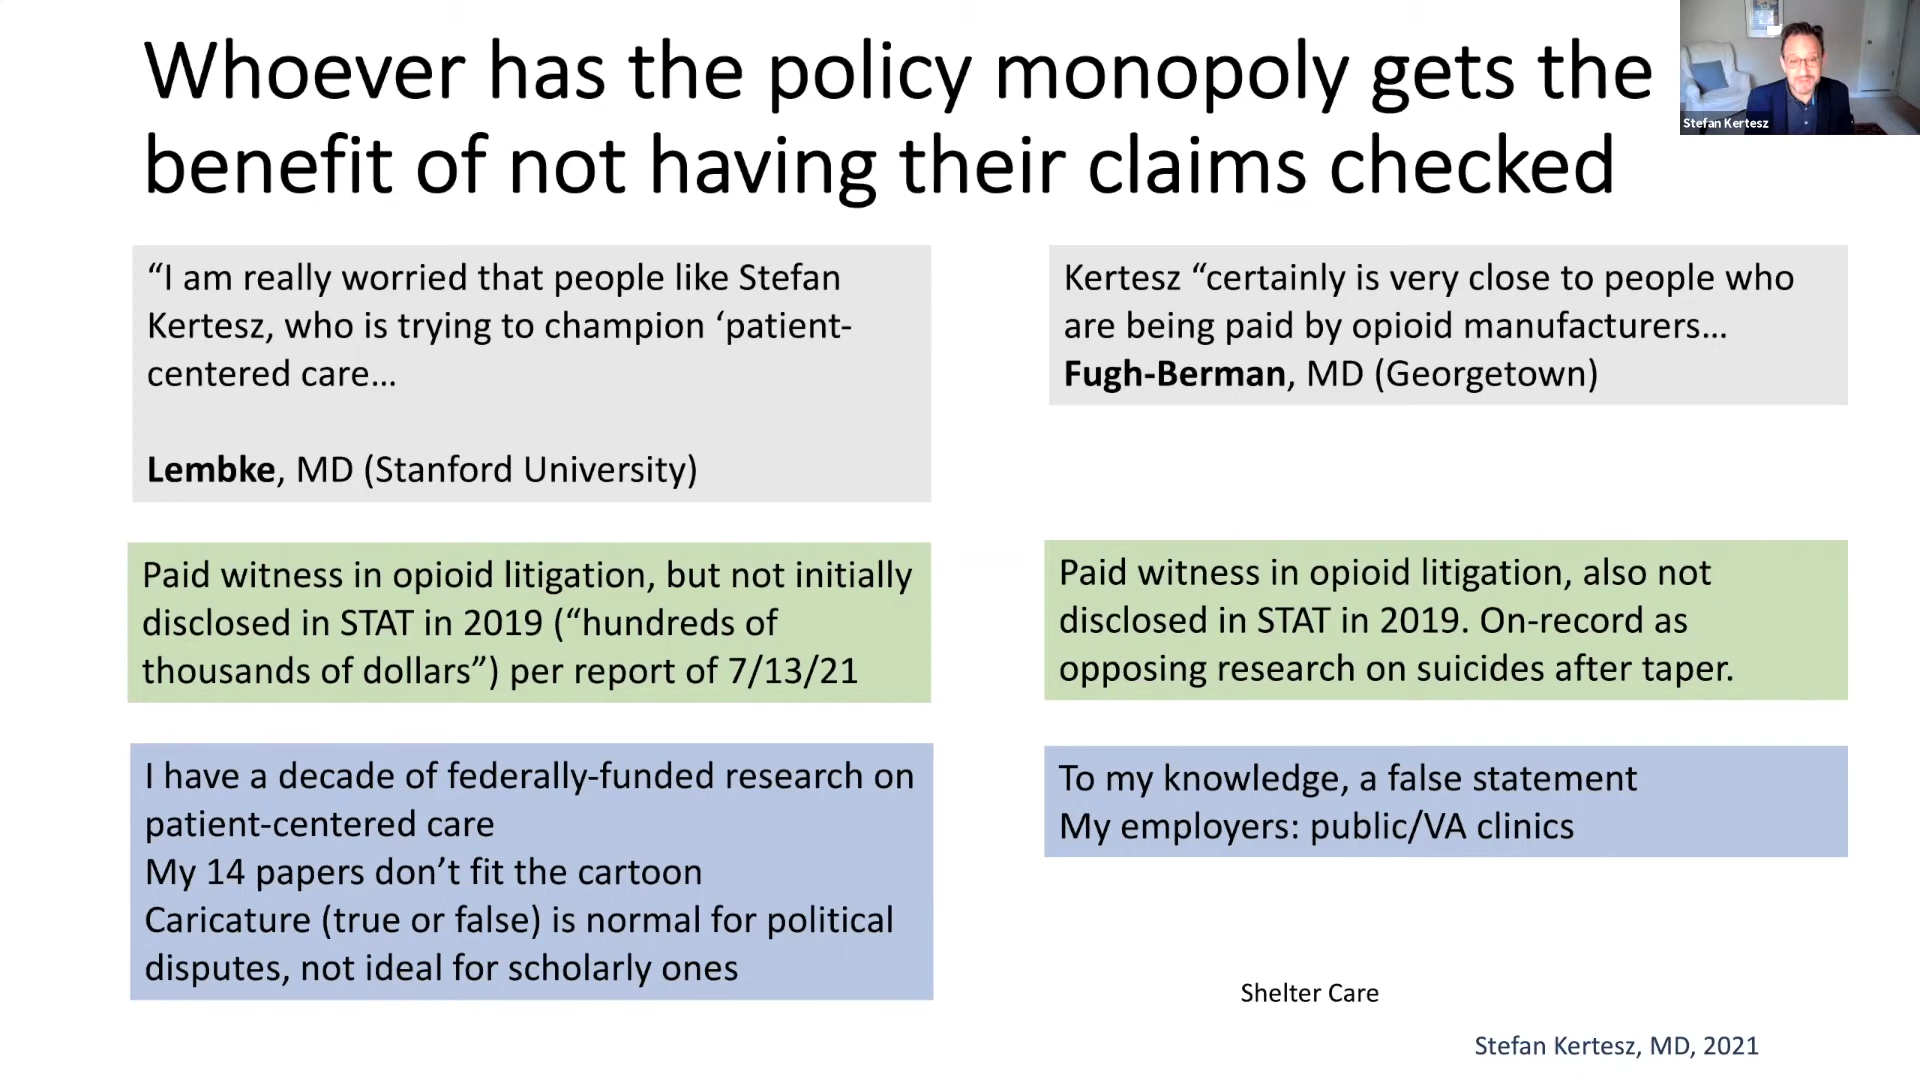 Whoever has the policy monopoly gets the
benefit of not having their claims checked
Stefan Kertesz
“I am really worried that people like Stefan
Kertesz, who is trying to champion ‘patient-
centered care…
Lembke, MD (Stanford University)
Kertesz “certainly is very close to people who
are being paid by opioid manufacturers…
Fugh-Berman, MD (Georgetown)
Paid witness in opioid litigation, but not initially
disclosed in STAT in 2019 (“hundreds of
thousands of dollars”) per report of 7/13/21
Paid witness in opioid litigation, also not
disclosed in STAT in 2019. On-record as
opposing research on suicides after taper.
I have a decade of federally-funded research on
patient-centered care
My 14 papers don’t fit the cartoon
Caricature (true or false) is normal for political
disputes, not ideal for scholarly ones
To my knowledge, a false statement
My employers: public/VA clinics
Shelter Care
Stefan Kertesz, MD, 2021